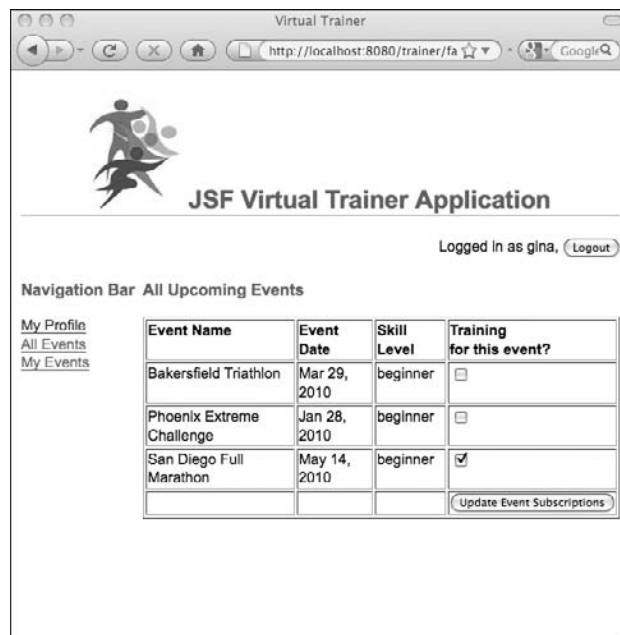 Virtual Trainer
http://localhost:8080/trainer/fa
Google
JSF Virtual Trainer Application
Logged in as gina, Logout
Navigation Bar All Upcoming Events
My Profile
All Events
My Events
Event Name Event Date Skill Level Training for this event?
Bakersfield Triathlon Mar 29, 2010 beginner
Phoenix Extreme Challenge Jan 28, 2010 beginner
San Diego Full Marathon May 14, 2010 beginner
Update Event Subscriptions